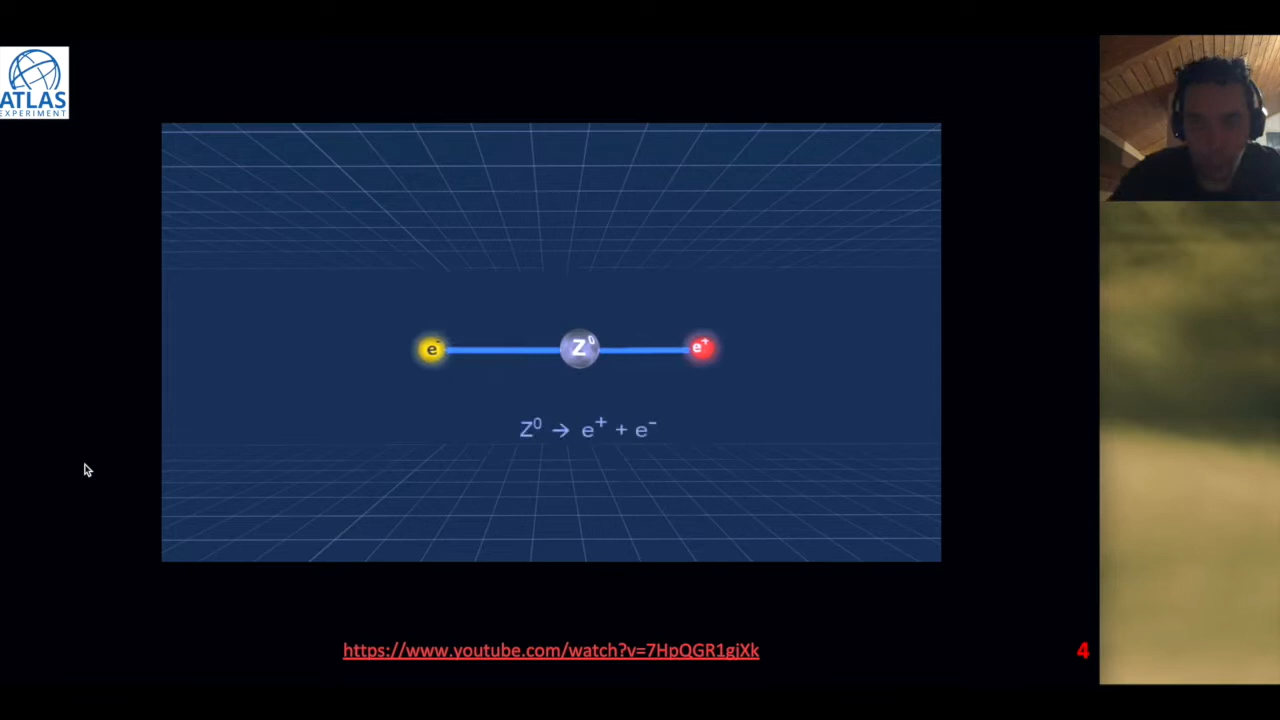 ATLAS
EXPERIMENT
e⁻ Z⁰ e⁺
Z⁰ → e⁺ + e⁻
https://www.youtube.com/watch?v=7HpQGR1gjXk
4